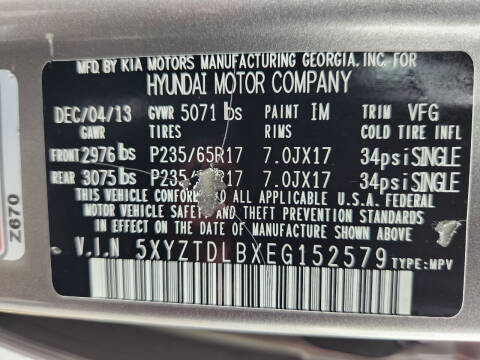 MFD. BY KIA MOTORS MANUFACTURING GEORGIA, INC. FOR
HYUNDAI MOTOR COMPANY
DEC/04/13 GVWR 5071 lbs PAINT IM TRIM VFG
GAWR TIRES RIMS COLD TIRE INFL
FRONT 2976 lbs P235/65R17 7.0JX17 34psi SINGLE
REAR 3075 lbs P235/ R17 7.0JX17 34psi SINGLE
THIS VEHICLE CONFORMS TO ALL APPLICABLE U.S.A. FEDERAL
MOTOR VEHICLE SAFETY AND THEFT PREVENTION STANDARDS
IN EFFECT ON THE DATE OF MANUFACTURE SHOWN ABOVE.
V.I.N 5XYZTDLBXEG152579 TYPE: MPV
Z670